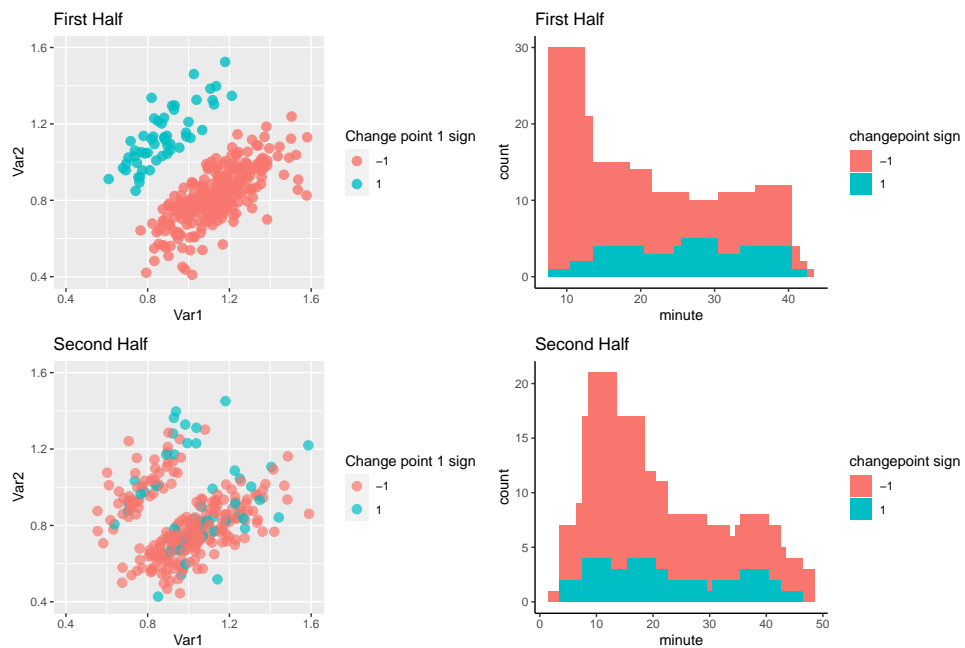 First Half
1.6
1.2
0.8
0.4
Var2
0.4
0.8
1.2
1.6
Var1
Change point 1 sign
−1
1
First Half
30
20
10
0
count
10
20
30
40
minute
changepoint sign
−1
1
Second Half
1.6
1.2
0.8
0.4
Var2
0.4
0.8
1.2
1.6
Var1
Change point 1 sign
−1
1
Second Half
20
15
10
5
0
count
0
10
20
30
40
50
minute
changepoint sign
−1
1